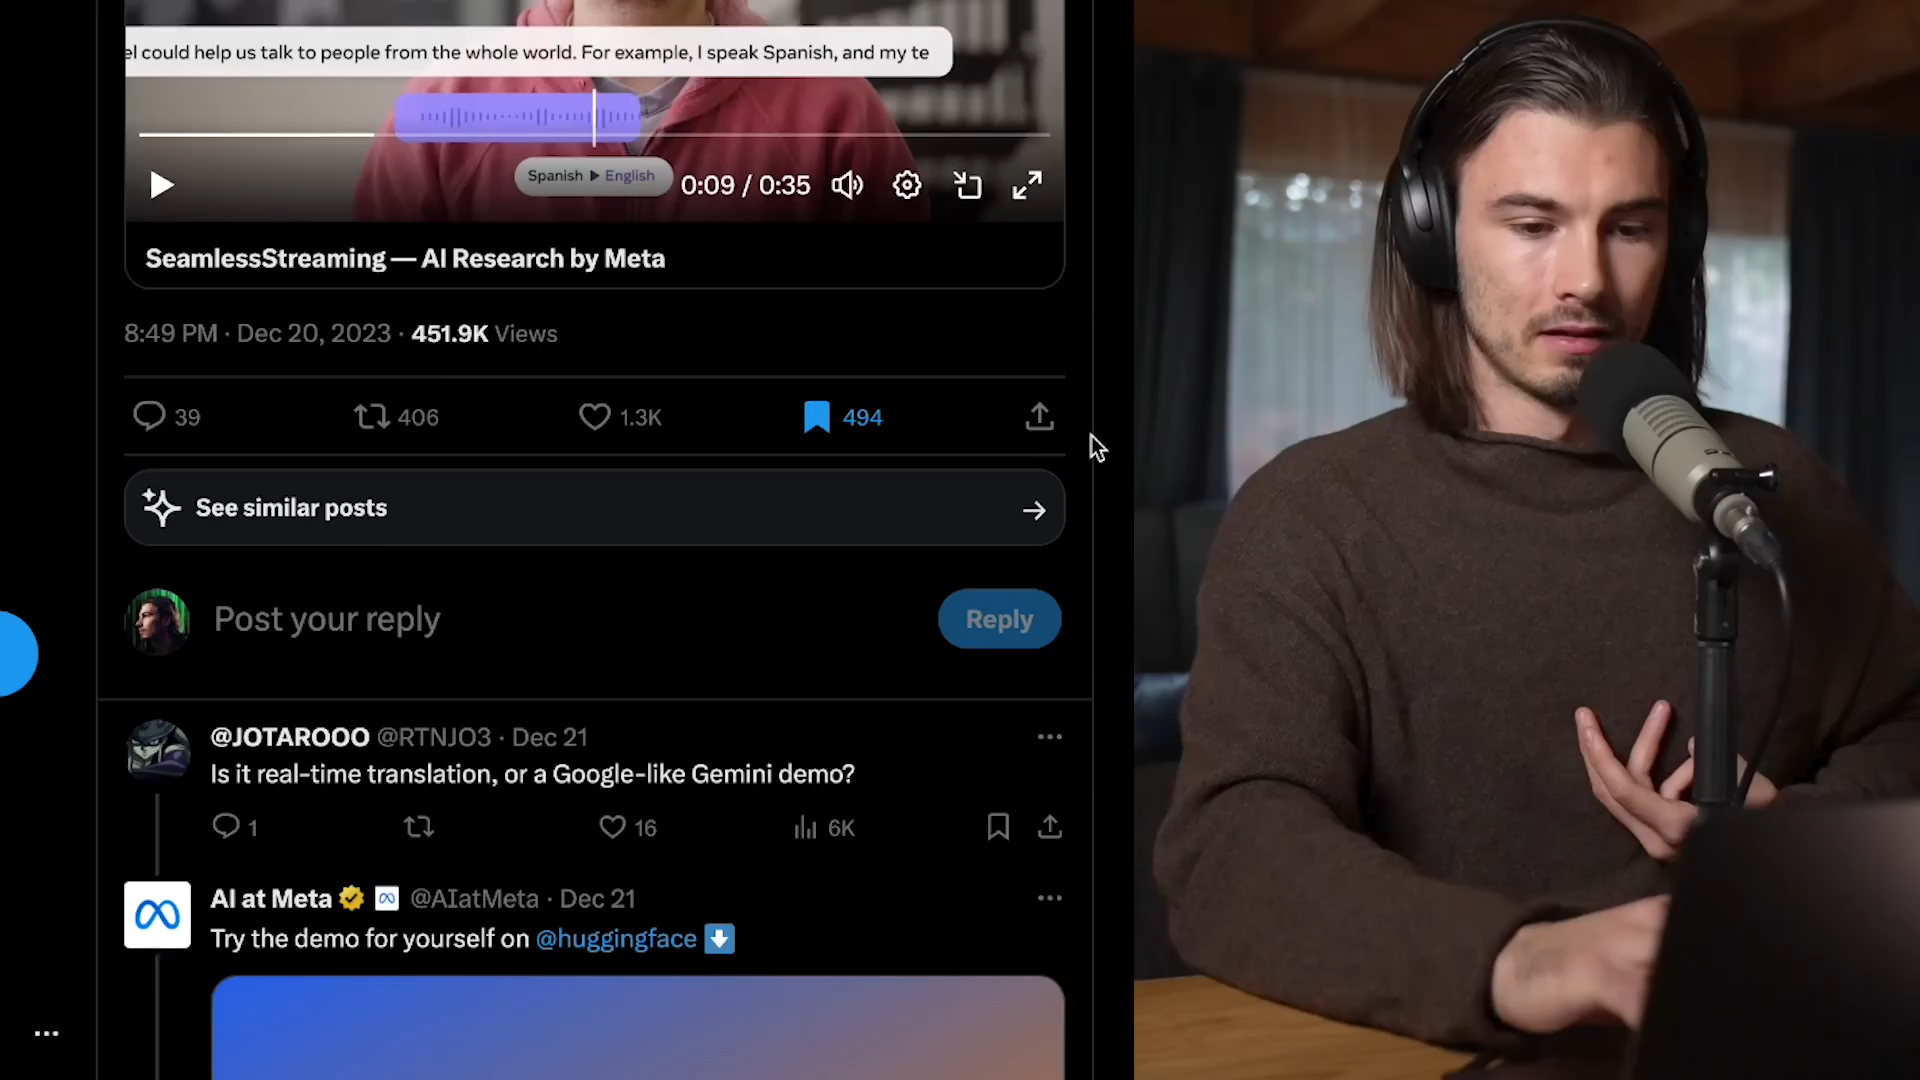 el could help us talk to people from the whole world. For example, I speak Spanish, and my te
Spanish ▶ English
0:09 / 0:35
SeamlessStreaming — AI Research by Meta
8:49 PM · Dec 20, 2023 · 451.9K Views
39 406 1.3K 494
See similar posts
Post your reply
Reply
@JOTAROOO @RTNJO3 · Dec 21
Is it real-time translation, or a Google-like Gemini demo?
1 16 6K
AI at Meta @AIatMeta · Dec 21
Try the demo for yourself on @huggingface